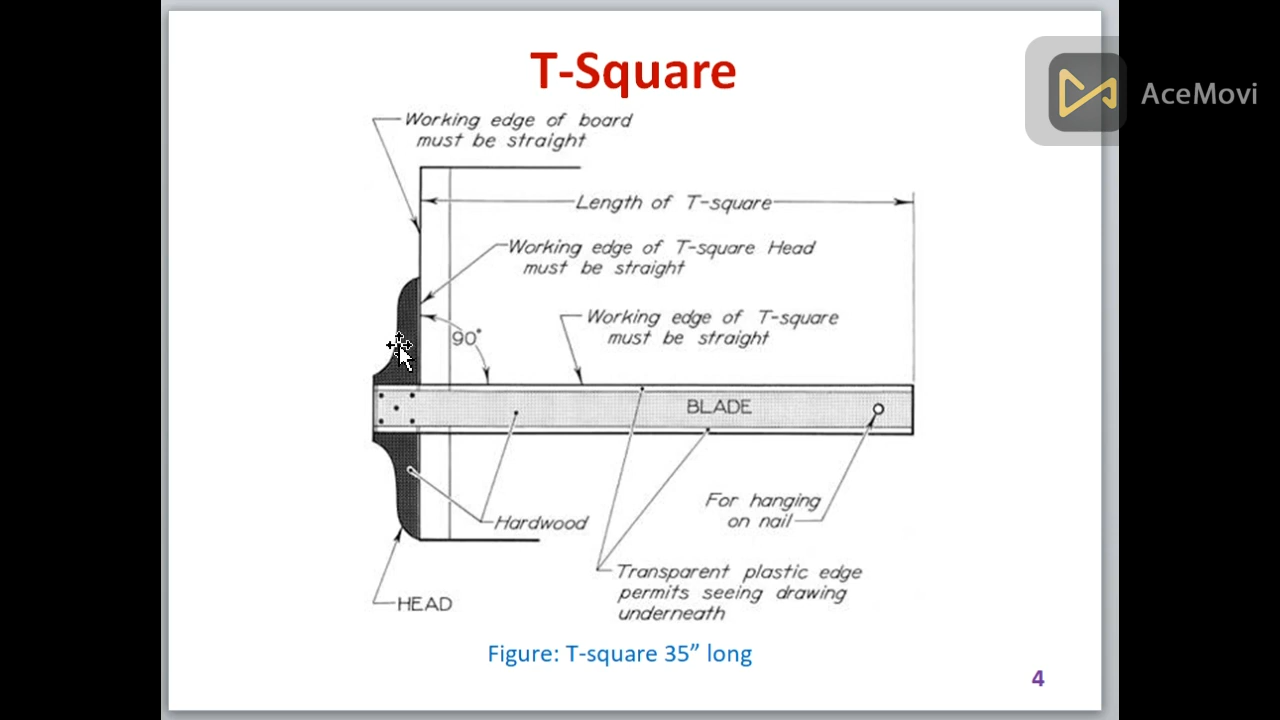 T-Square
AceMovi
Working edge of board
must be straight
Length of T-square
Working edge of T-square Head
must be straight
Working edge of T-square
must be straight
90°
BLADE
For hanging
on nail
Hardwood
Transparent plastic edge
permits seeing drawing
underneath
HEAD
Figure: T-square 35” long
4